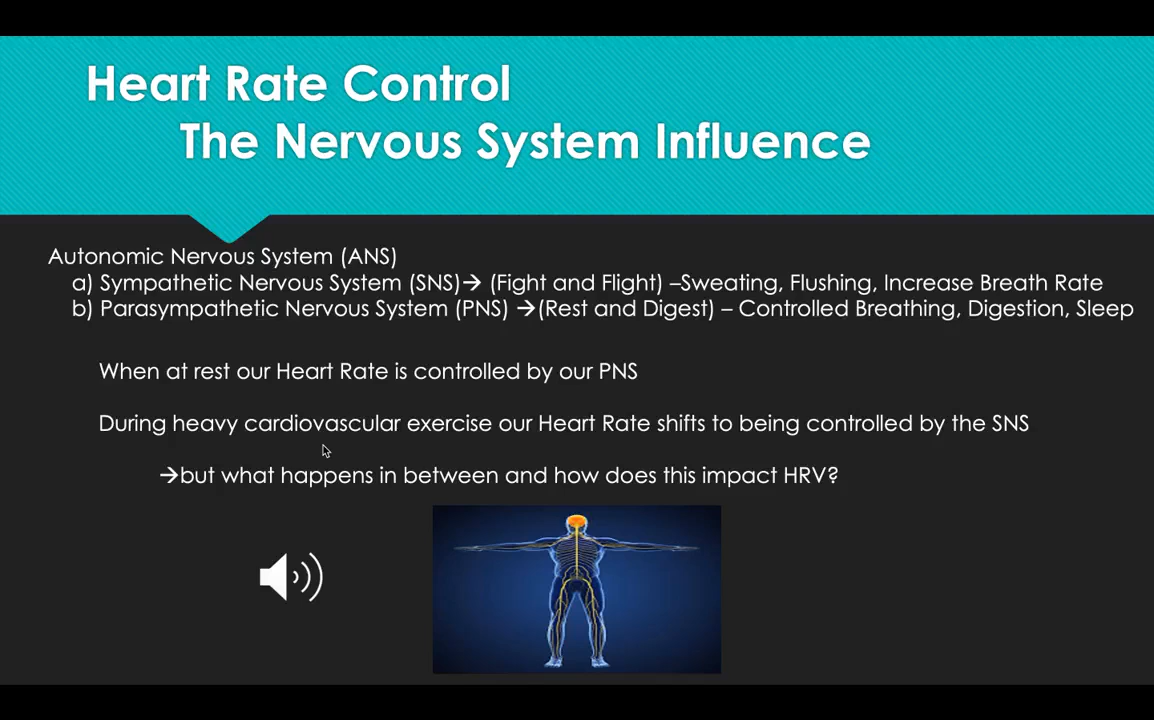 Heart Rate Control
The Nervous System Influence
Autonomic Nervous System (ANS)
a) Sympathetic Nervous System (SNS)→ (Fight and Flight) –Sweating, Flushing, Increase Breath Rate
b) Parasympathetic Nervous System (PNS) →(Rest and Digest) – Controlled Breathing, Digestion, Sleep
When at rest our Heart Rate is controlled by our PNS
During heavy cardiovascular exercise our Heart Rate shifts to being controlled by the SNS
→but what happens in between and how does this impact HRV?